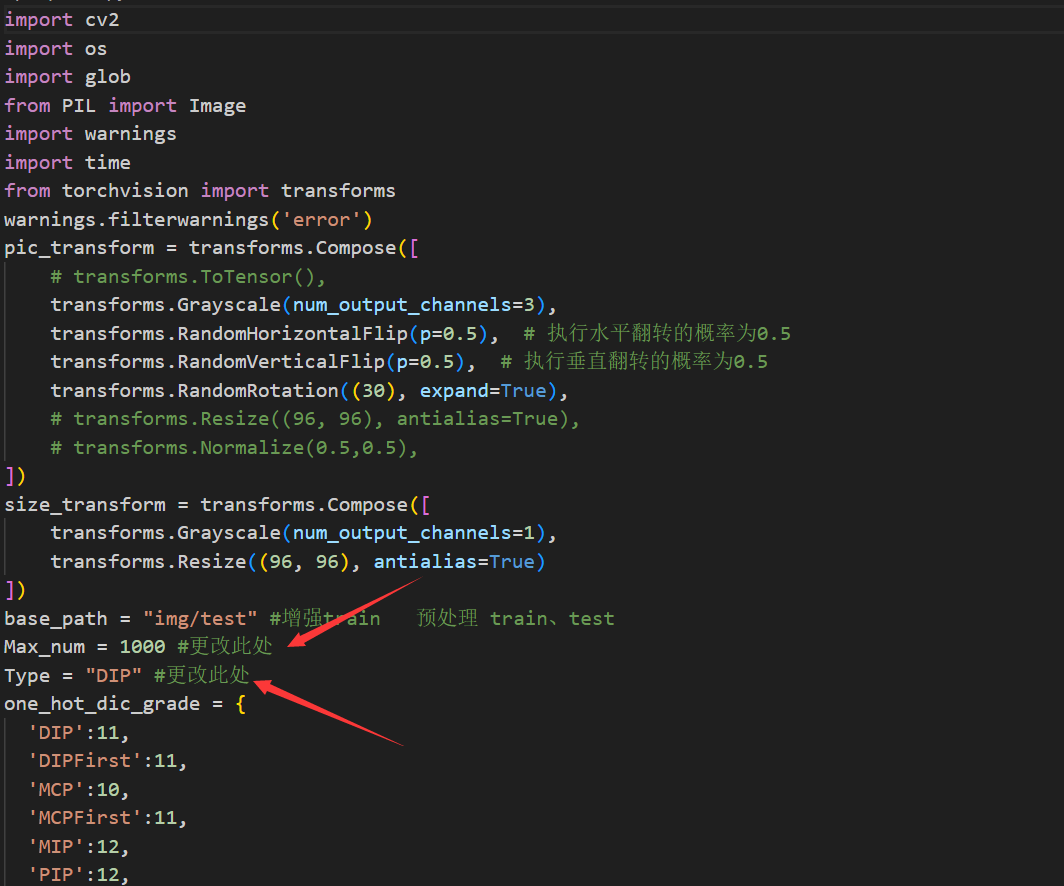 import cv2
import os
import glob
from PIL import Image
import warnings
import time
from torchvision import transforms
warnings.filterwarnings('error')
pic_transform = transforms.Compose([
    # transforms.ToTensor(),
    transforms.Grayscale(num_output_channels=3),
    transforms.RandomHorizontalFlip(p=0.5),  # 执行水平翻转的概率为0.5
    transforms.RandomVerticalFlip(p=0.5),  # 执行垂直翻转的概率为0.5
    transforms.RandomRotation((30), expand=True),
    # transforms.Resize((96, 96), antialias=True),
    # transforms.Normalize(0.5,0.5),
])
size_transform = transforms.Compose([
    transforms.Grayscale(num_output_channels=1),
    transforms.Resize((96, 96), antialias=True)
])
base_path = "img/test" #增强train   预处理 train、test
Max_num = 1000 #更改此处
Type = "DIP" #更改此处
one_hot_dic_grade = {
  'DIP':11,
  'DIPFirst':11,
  'MCP':10,
  'MCPFirst':11,
  'MIP':12,
  'PIP':12,